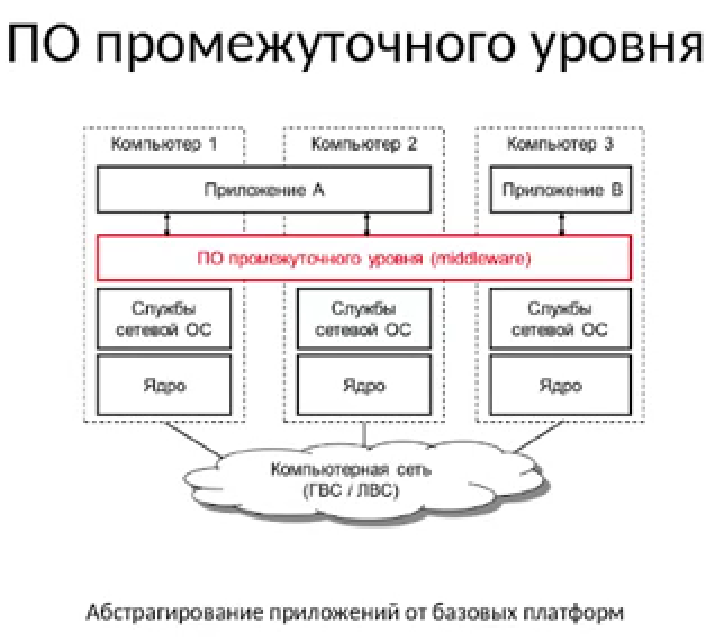 ПО промежуточного уровня
Компьютер 1
Компьютер 2
Компьютер 3
Приложение А
Приложение В
ПО промежуточного уровня (middleware)
Службы
сетевой ОС
Службы
сетевой ОС
Службы
сетевой ОС
Ядро
Ядро
Ядро
Компьютерная сеть
(ГВС / ЛВС)
Абстрагирование приложений от базовых платформ